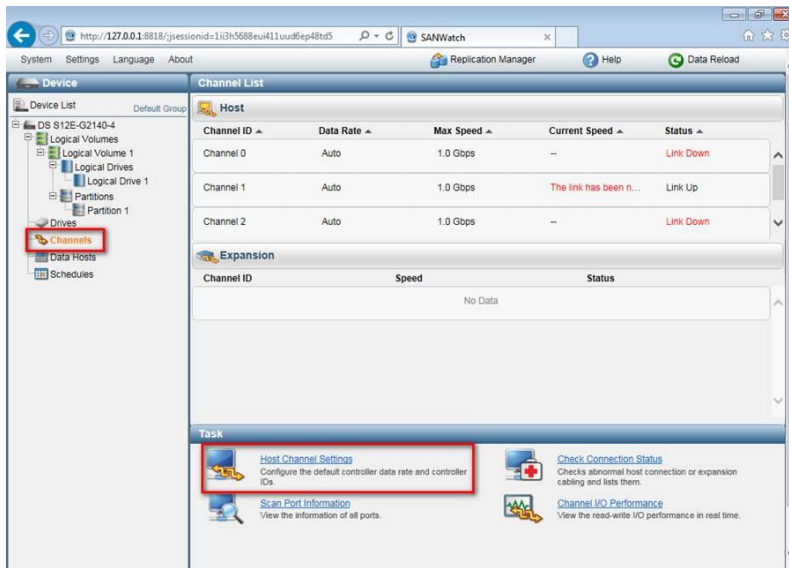 http://127.0.0.1:8818/;jsessionid=1ii3h5688eui411uud6ep48td5
SANWatch
System Settings Language About
Replication Manager
Help
Data Reload
Device
Device List
Default Group
DS S12E-G2140-4
Logical Volumes
Logical Volume 1
Logical Drives
Logical Drive 1
Partitions
Partition 1
Drives
Channels
Data Hosts
Schedules
Channel List
Host
Channel ID Data Rate Max Speed Current Speed Status
Channel 0 Auto 1.0 Gbps -- Link Down
Channel 1 Auto 1.0 Gbps The link has been n... Link Up
Channel 2 Auto 1.0 Gbps -- Link Down
Expansion
Channel ID Speed Status
No Data
Task
Host Channel Settings
Configure the default controller data rate and controller
IDs.
Check Connection Status
Checks abnormal host connection or expansion
cabling and lists them.
Scan Port Information
View the information of all ports.
Channel I/O Performance
View the read-write I/O performance in real time.